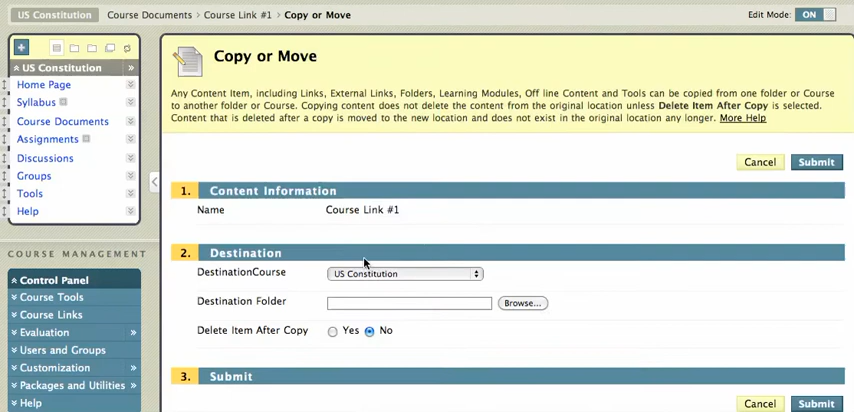 US Constitution > Course Documents > Course Link #1 > Copy or Move
Edit Mode: ON
US Constitution
Home Page
Syllabus
Course Documents
Assignments
Discussions
Groups
Tools
Help
COURSE MANAGEMENT
Control Panel
Course Tools
Course Links
Evaluation
Users and Groups
Customization
Packages and Utilities
Help
Copy or Move
Any Content Item, including Links, External Links, Folders, Learning Modules, Off line Content and Tools can be copied from one folder or Course
to another folder or Course. Copying content does not delete the content from the original location unless Delete Item After Copy is selected.
Content that is deleted after a copy is moved to the new location and does not exist in the original location any longer. More Help
Cancel Submit
1. Content Information
Name Course Link #1
2. Destination
DestinationCourse US Constitution
Destination Folder Browse...
Delete Item After Copy Yes No
3. Submit
Cancel Submit